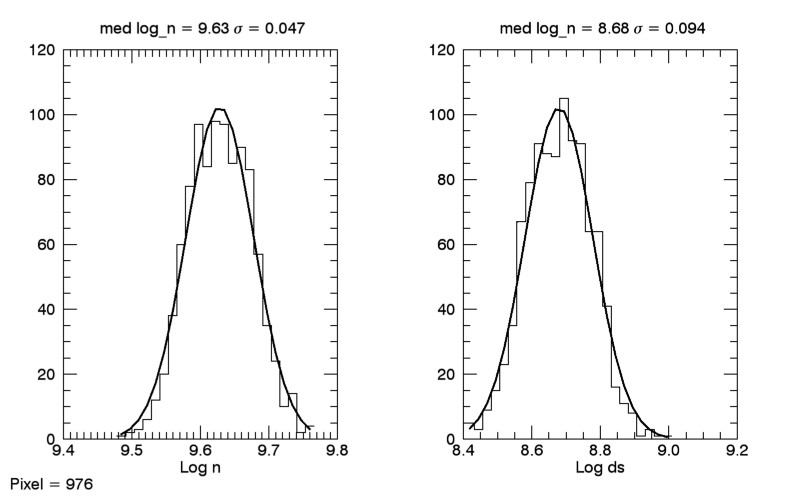 med log_n = 9.63 σ = 0.047
120
100
80
60
40
20
0
9.4 9.5 9.6 9.7 9.8
Log n
med log_n = 8.68 σ = 0.094
120
100
80
60
40
20
0
8.4 8.6 8.8 9.0 9.2
Log ds
Pixel = 976